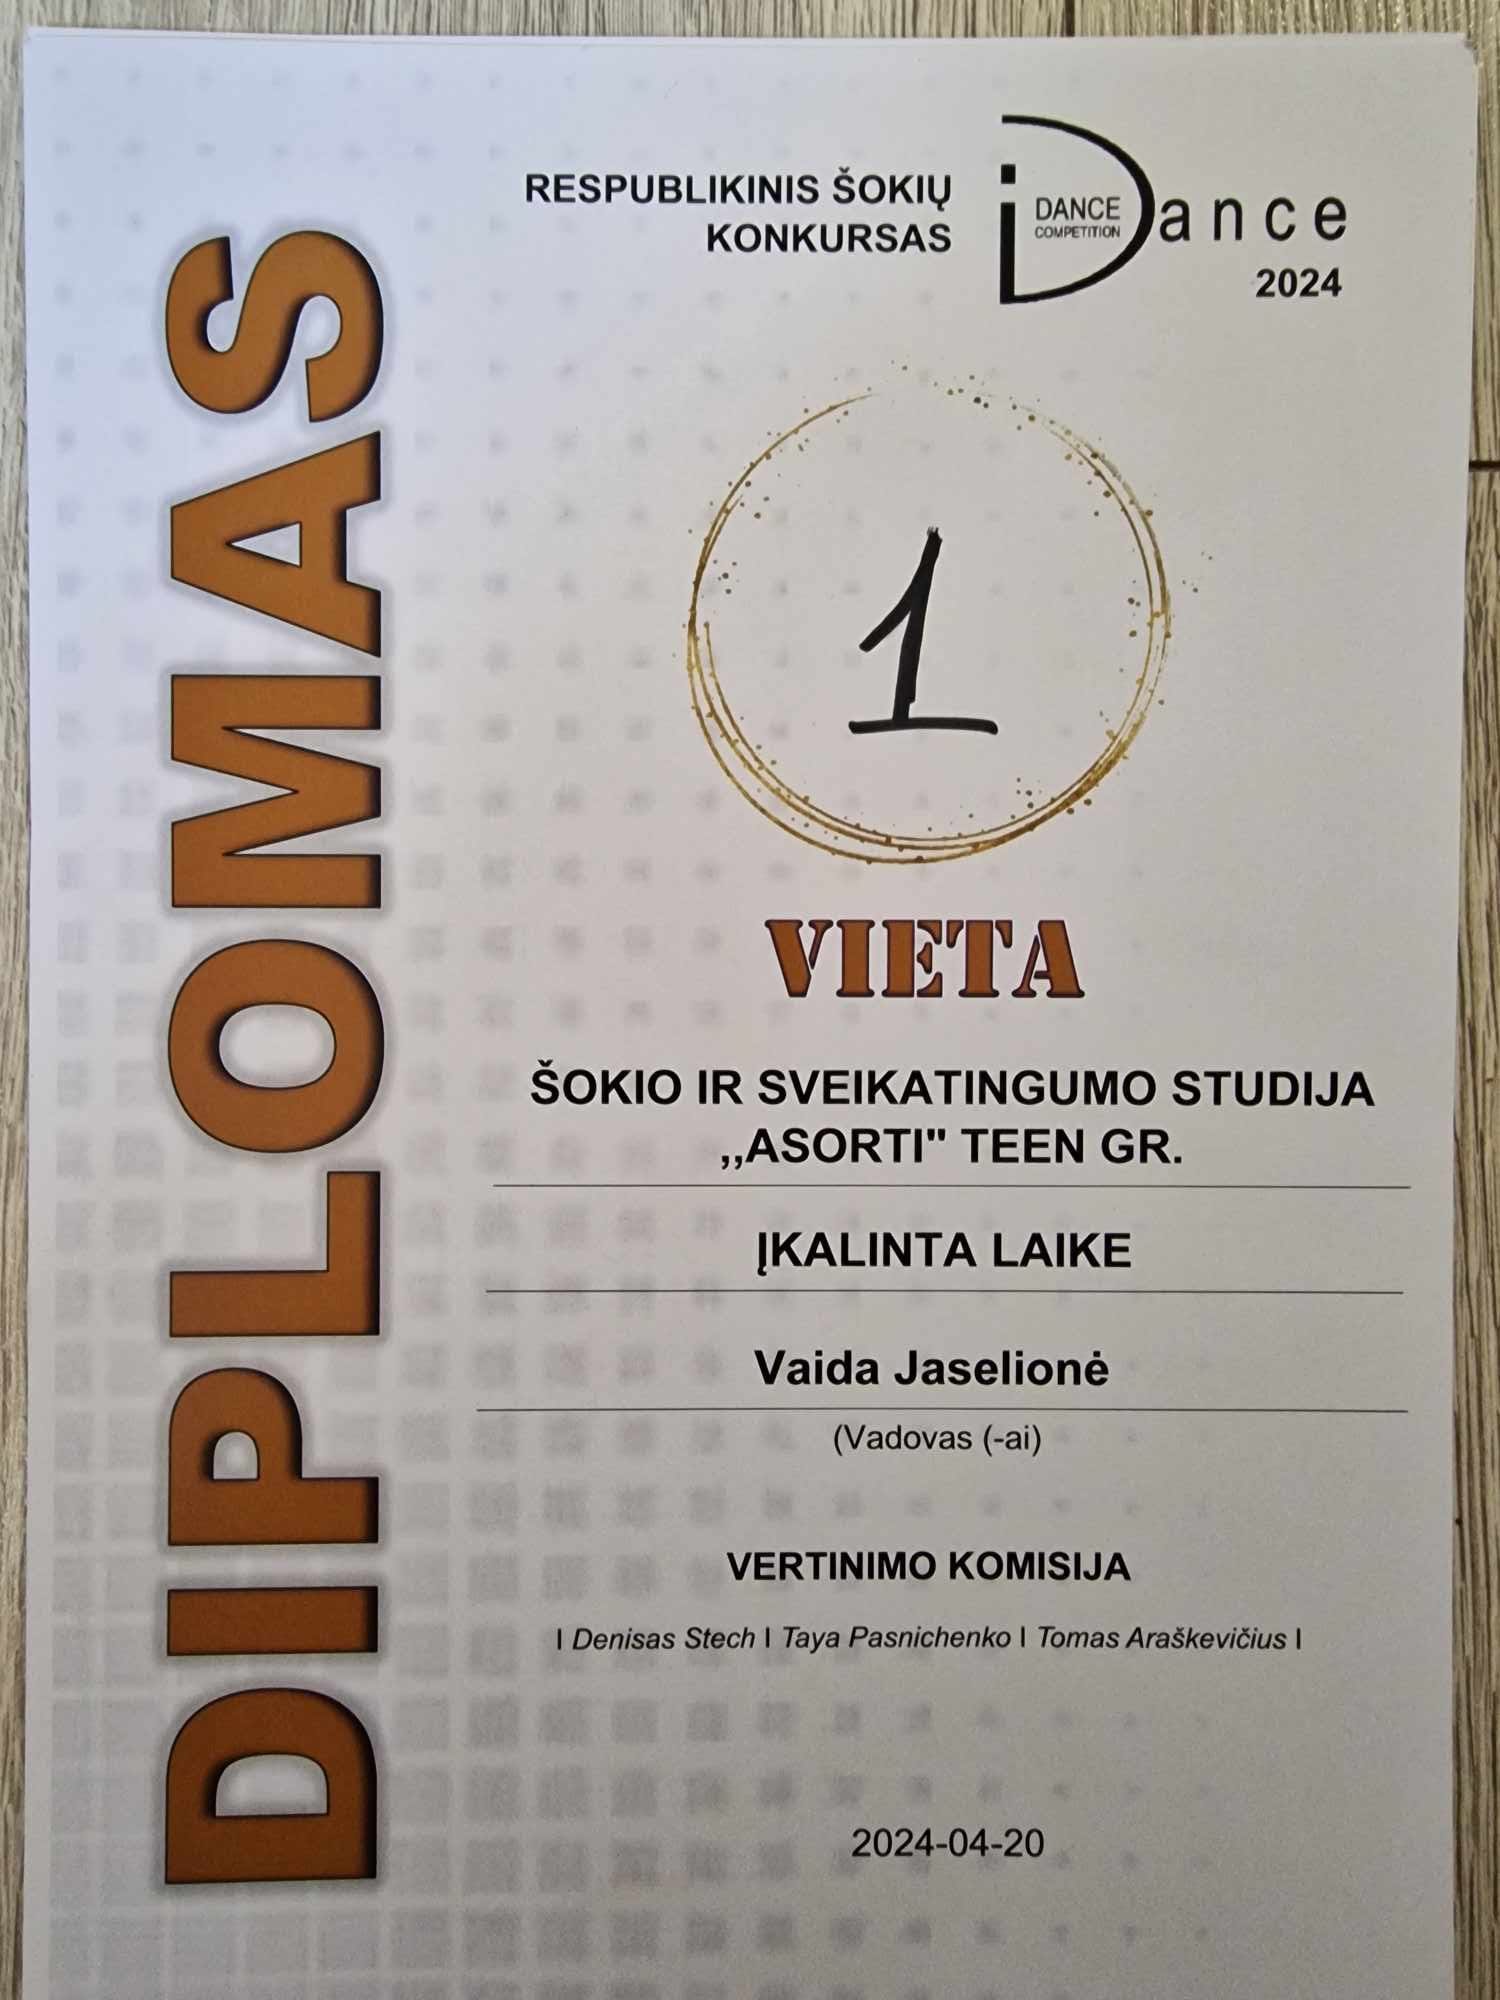 DIPLOMAS
RESPUBLIKINIS ŠOKIŲ
KONKURSAS
iDance
DANCE
COMPETITION
2024
1
VIETA
ŠOKIO IR SVEIKATINGUMO STUDIJA
,,ASORTI" TEEN GR.
ĮKALINTA LAIKE
Vaida Jaselionė
(Vadovas (-ai)
VERTINIMO KOMISIJA
I Denisas Stech I Taya Pasnichenko I Tomas Araškevičius I
2024-04-20